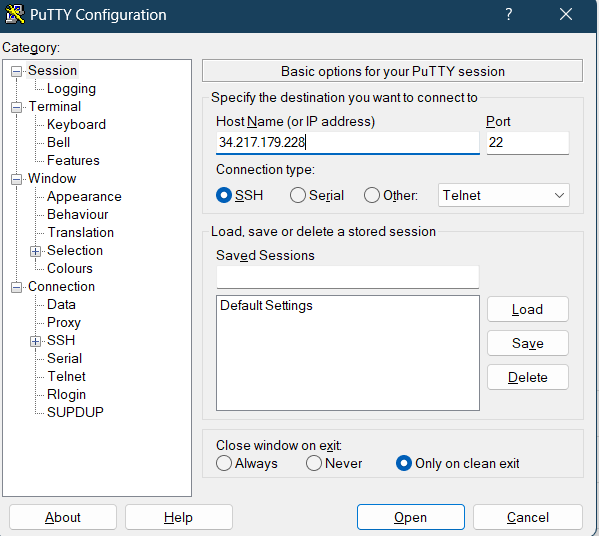 PuTTY Configuration
?
Category:
Session
Logging
Terminal
Keyboard
Bell
Features
Window
Appearance
Behaviour
Translation
Selection
Colours
Connection
Data
Proxy
SSH
Serial
Telnet
Rlogin
SUPDUP
Basic options for your PuTTY session
Specify the destination you want to connect to
Host Name (or IP address) Port
34.217.179.228 22
Connection type:
SSH Serial Other: Telnet
Load, save or delete a stored session
Saved Sessions
Default Settings
Load
Save
Delete
Close window on exit:
Always Never Only on clean exit
About Help Open Cancel